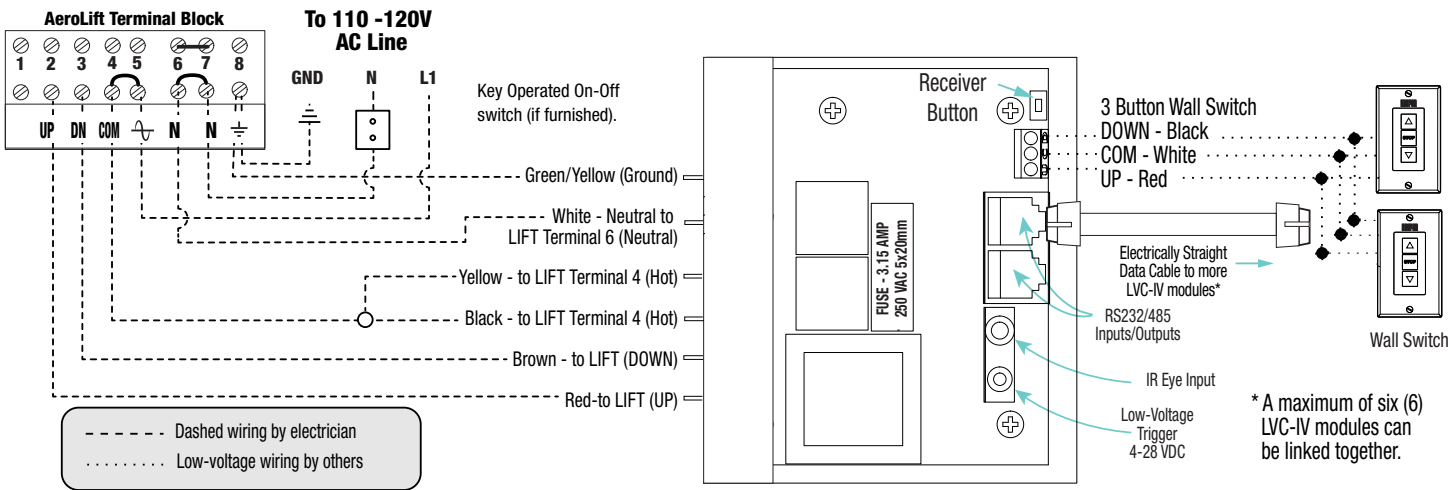 AeroLift Terminal Block
1 2 3 4 5 6 7 8
UP DN COM N N
To 110 -120V
AC Line
GND N L1
Key Operated On-Off
switch (if furnished).
Green/Yellow (Ground)
White - Neutral to
LIFT Terminal 6 (Neutral)
Yellow - to LIFT Terminal 4 (Hot)
Black - to LIFT Terminal 4 (Hot)
Brown - to LIFT (DOWN)
Red-to LIFT (UP)
Dashed wiring by electrician
Low-voltage wiring by others
FUSE - 3.15 AMP
250 VAC 5x20mm
Receiver
Button
3 Button Wall Switch
DOWN - Black
COM - White
UP - Red
Electrically Straight
Data Cable to more
LVC-IV modules*
RS232/485
Inputs/Outputs
IR Eye Input
Low-Voltage
Trigger
4-28 VDC
STOP
STOP
Wall Switch
* A maximum of six (6)
LVC-IV modules can
be linked together.